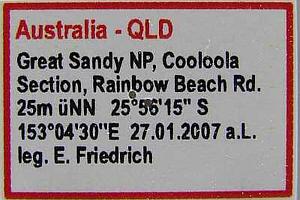 Australia - QLD
Great Sandy NP, Cooloola
Section, Rainbow Beach Rd.
25m üNN 25°56'15" S
153°04'30"E 27.01.2007 a.L.
leg. E. Friedrich